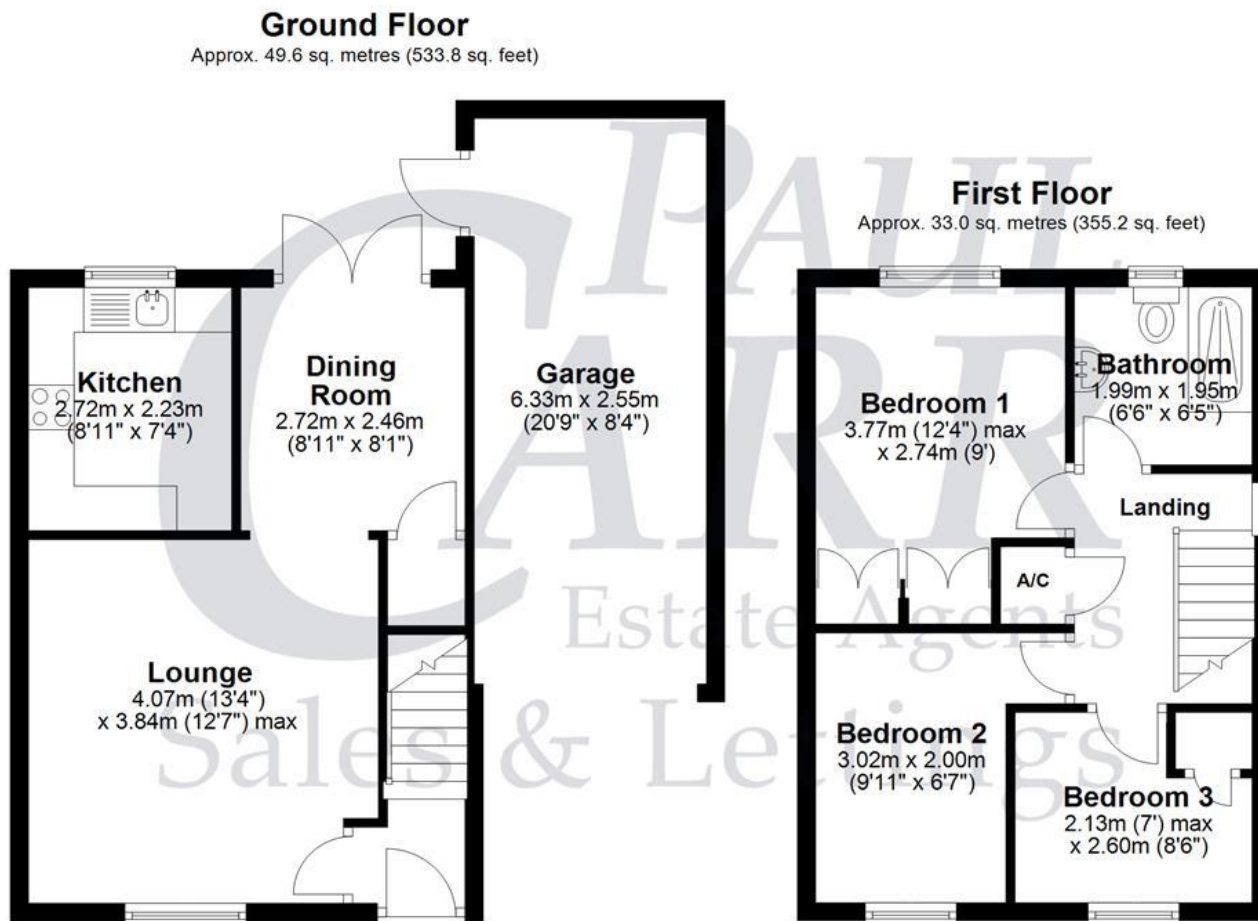 Ground Floor
Approx. 49.6 sq. metres (533.8 sq. feet)
Kitchen
2.72m x 2.23m
(8'11" x 7'4")
Dining
Room
2.72m x 2.46m
(8'11" x 8'1")
Garage
6.33m x 2.55m
(20'9" x 8'4")
Lounge
4.07m (13'4")
x 3.84m (12'7") max
First Floor
Approx. 33.0 sq. metres (355.2 sq. feet)
Bedroom 1
3.77m (12'4") max
x 2.74m (9')
Bathroom
1.99m x 1.95m
(6'6" x 6'5")
Landing
A/C
Bedroom 2
3.02m x 2.00m
(9'11" x 6'7")
Bedroom 3
2.13m (7') max
x 2.60m (8'6")
PAUL
CARR
Estate Agents
Sales & Lettings